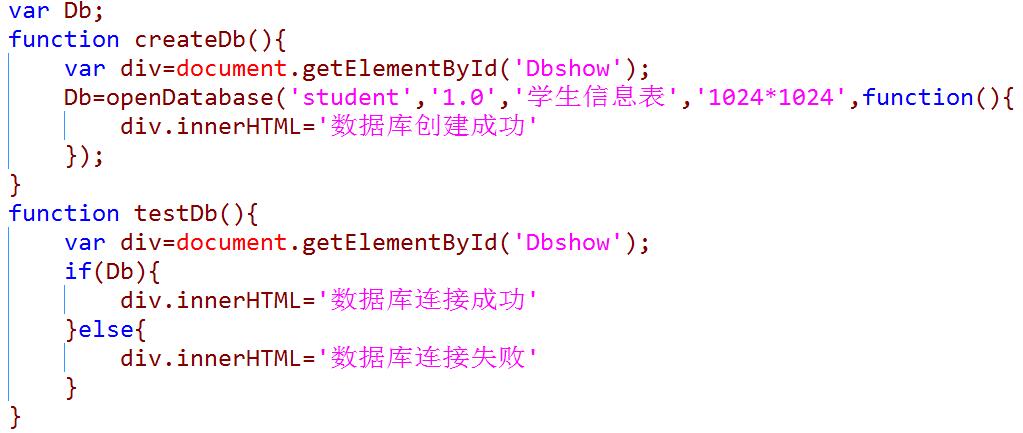 var Db;
function createDb(){
    var div=document.getElementById('Dbshow');
    Db=openDatabase('student','1.0','学生信息表','1024*1024',function(){
        div.innerHTML='数据库创建成功'
    });
}
function testDb(){
    var div=document.getElementById('Dbshow');
    if(Db){
        div.innerHTML='数据库连接成功'
    }else{
        div.innerHTML='数据库连接失败'
    }
}